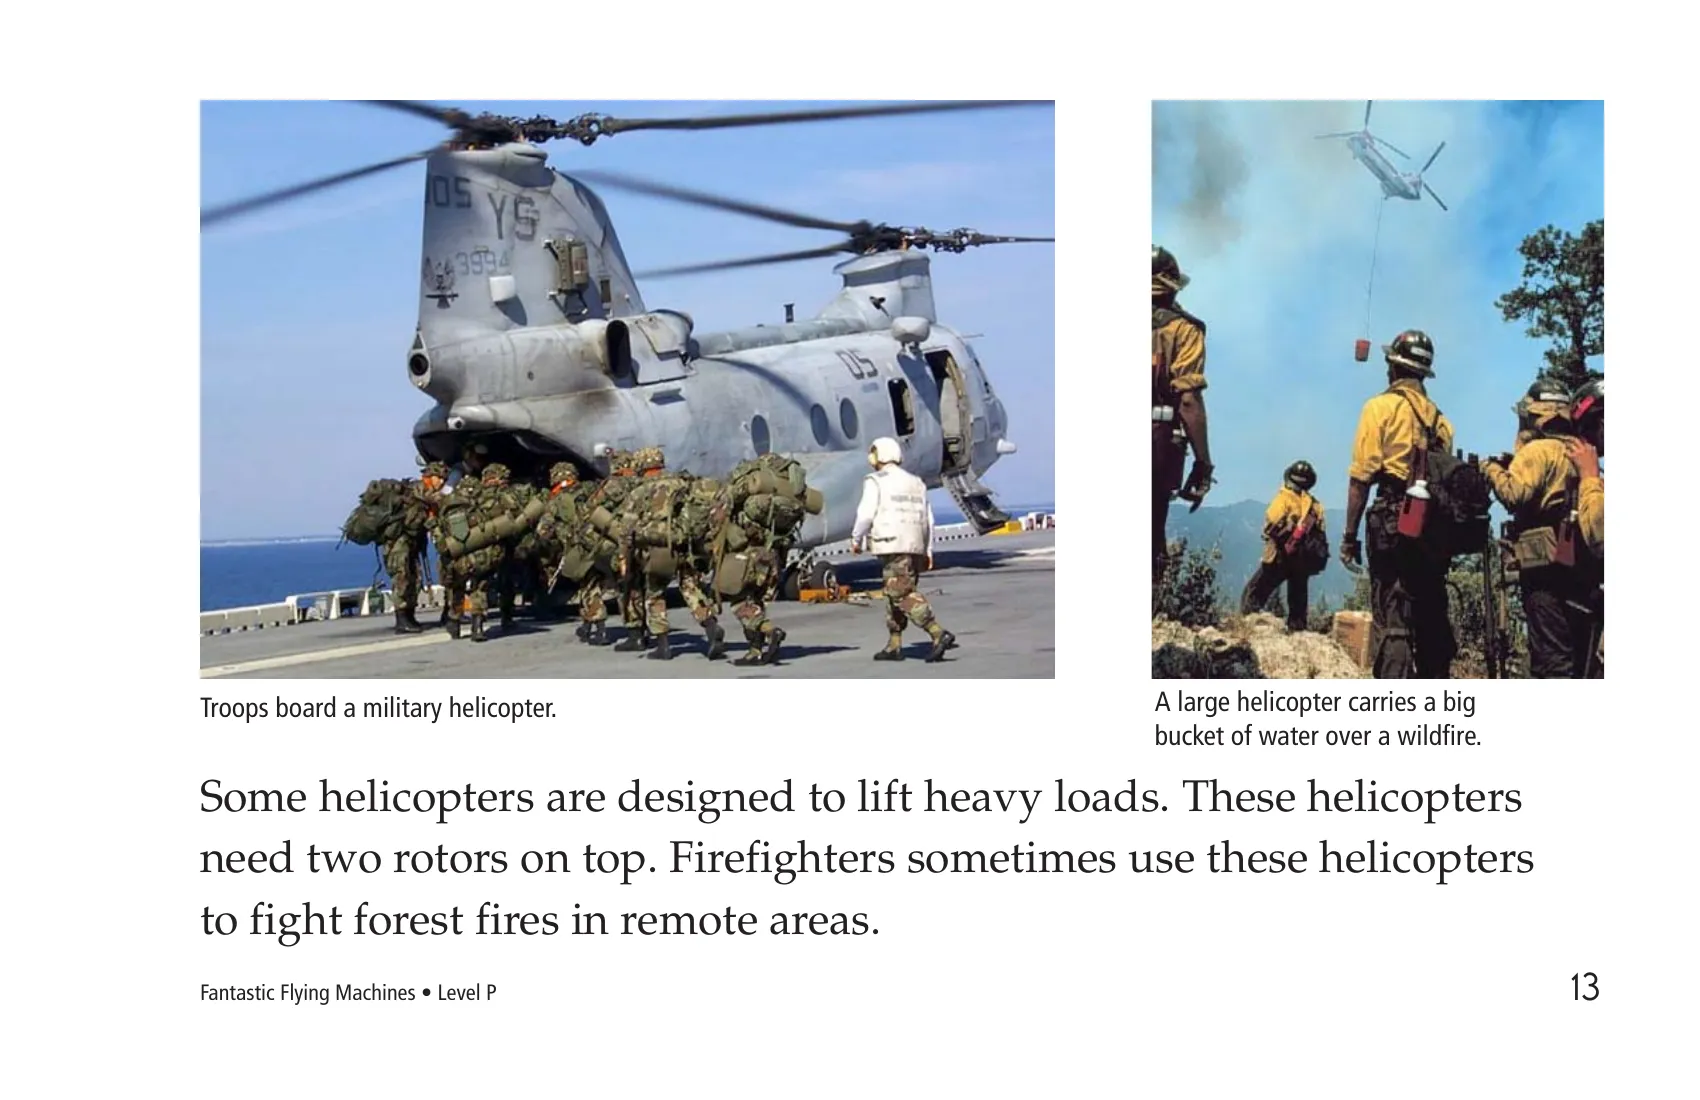 05
YS
3994
05
Troops board a military helicopter.
A large helicopter carries a big
bucket of water over a wildfire.
Some helicopters are designed to lift heavy loads. These helicopters
need two rotors on top. Firefighters sometimes use these helicopters
to fight forest fires in remote areas.
Fantastic Flying Machines • Level P
13